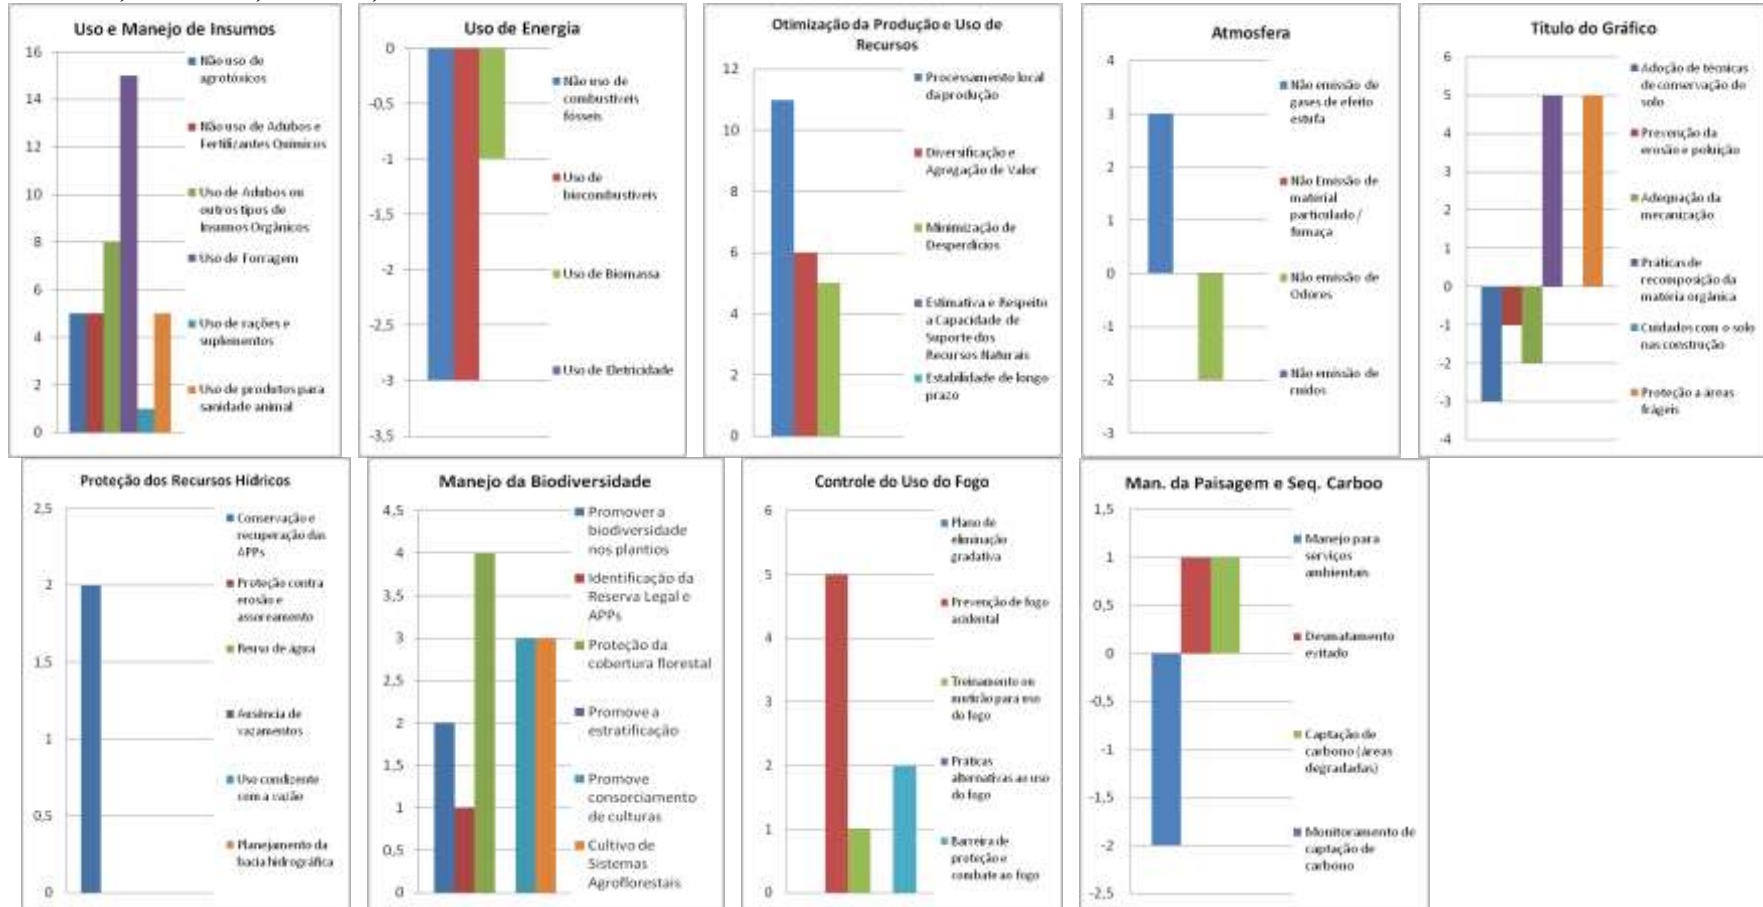 Uso e Manejo de Insumos
16
14
12
10
8
6
4
2
0
Não uso de
agrotóxicos
Não uso de Adubos e
Fertilizantes Químicos
Uso de Adubos ou
outros tipos de
Insumos Orgânicos
Uso de Forragem
Uso de rações e
suplementos
Uso de produtos para
sanidade animal
Uso de Energia
0
-0,5
-1
-1,5
-2
-2,5
-3
-3,5
Não uso de
combustíveis
fósseis
Uso de
biocombustíveis
Uso de Biomassa
Uso de Eletricidade
Otimização da Produção e Uso de
Recursos
12
10
8
6
4
2
0
Processamento local
da produção
Diversificação e
Agregação de Valor
Minimização de
Desperdícios
Estimativa e Respeito
a Capacidade de
Suporte dos
Recursos Naturais
Estabilidade de longo
prazo
Atmosfera
4
3
2
1
0
-1
-2
-3
Não emissão de
gases de efeito
estufa
Não Emissão de
material
particulado /
fumaça
Não emissão de
Odores
Não emissão de
ruídos
Título do Gráfico
6
5
4
3
2
1
0
-1
-2
-3
-4
Adoção de técnicas
de conservação do
solo
Prevenção da
erosão e poluição
Adequação da
mecanização
Práticas de
recomposição da
matéria orgânica
Cuidados com o solo
nas construção
Proteção a áreas
frágeis
Proteção dos Recursos Hídricos
2,5
2
1,5
1
0,5
0
Conservação e
recuperação das
APPs
Proteção contra
erosão e
assoreamento
Reuso de água
Ausência de
vazamentos
Uso condizente
com a vazão
Planejamento da
bacia hidrográfica
Manejo da Biodiversidade
4,5
4
3,5
3
2,5
2
1,5
1
0,5
0
Promover a
biodiversidade
nos plantios
Identificação da
Reserva Legal e
APPs
Proteção da
cobertura florestal
Promove a
estratificação
Promove
consorciamento
de culturas
Cultivo de
Sistemas
Agroflorestais
Controle do Uso do Fogo
6
5
4
3
2
1
0
Plano de
eliminação
gradativa
Prevenção de fogo
acidental
Treinamento ou
mutirão para uso
do fogo
Práticas
alternativas ao uso
do fogo
Barreira de
proteção e
combate ao fogo
Man. da Paisagem e Seq. Carboo
1,5
1
0,5
0
-0,5
-1
-1,5
-2
-2,5
Manejo para
serviços
ambientais
Desmatamento
evitado
Captação de
carbono (áreas
degradadas)
Monitoramento de
captação de
carbono